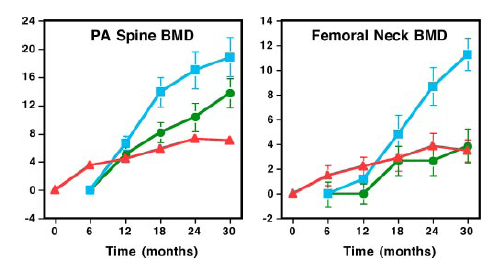 PA Spine BMD
24
20
16
12
8
4
0
-4
0 6 12 18 24 30
Time (months)
Femoral Neck BMD
14
12
10
8
6
4
2
0
-2
0 6 12 18 24 30
Time (months)